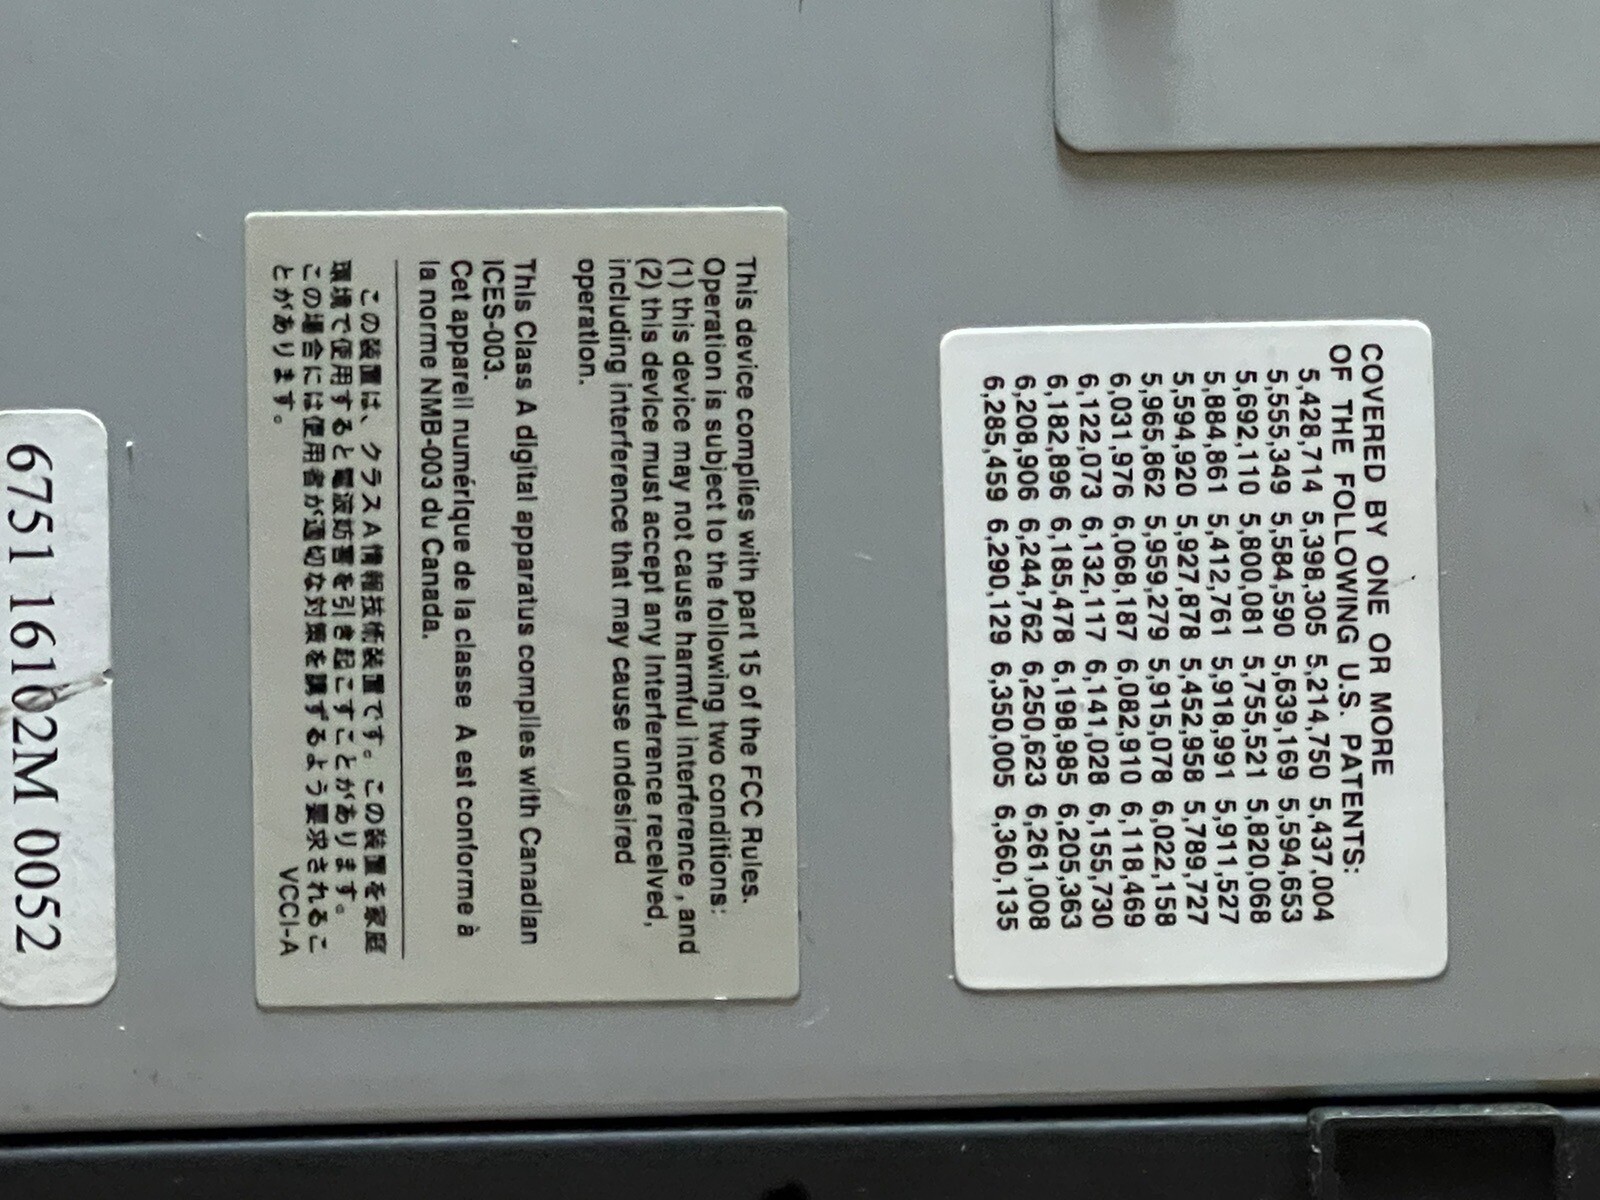 COVERED BY ONE OR MORE
OF THE FOLLOWING U.S. PATENTS:
5,428,714 5,398,305 5,214,750 5,437,004
5,555,349 5,584,590 5,639,169 5,594,653
5,692,110 5,800,081 5,755,521 5,820,068
5,884,861 5,412,761 5,918,991 5,911,527
5,594,920 5,927,878 5,452,958 5,789,727
5,965,862 5,959,279 5,915,078 6,022,158
6,031,976 6,068,187 6,082,910 6,118,469
6,122,073 6,132,117 6,141,028 6,155,730
6,182,896 6,185,478 6,198,985 6,205,363
6,208,906 6,244,762 6,250,623 6,261,008
6,285,459 6,290,129 6,350,005 6,360,135
This device complies with part 15 of the FCC Rules.
Operation is subject to the following two conditions:
(1) this device may not cause harmful interference , and
(2) this device must accept any interference received,
including interference that may cause undesired
operation.
This Class A digital apparatus complies with Canadian
ICES-003.
Cet appareil numérique de la classe A est conforme à
la norme NMB-003 du Canada.
この装置は、クラスA情報技術装置です。この装置を家庭
環境で使用すると電波妨害を引き起こすことがあります。
この場合には使用者が適切な対策を講ずるよう要求されるこ
とがあります。 VCCI-A
6751 16102M 0052